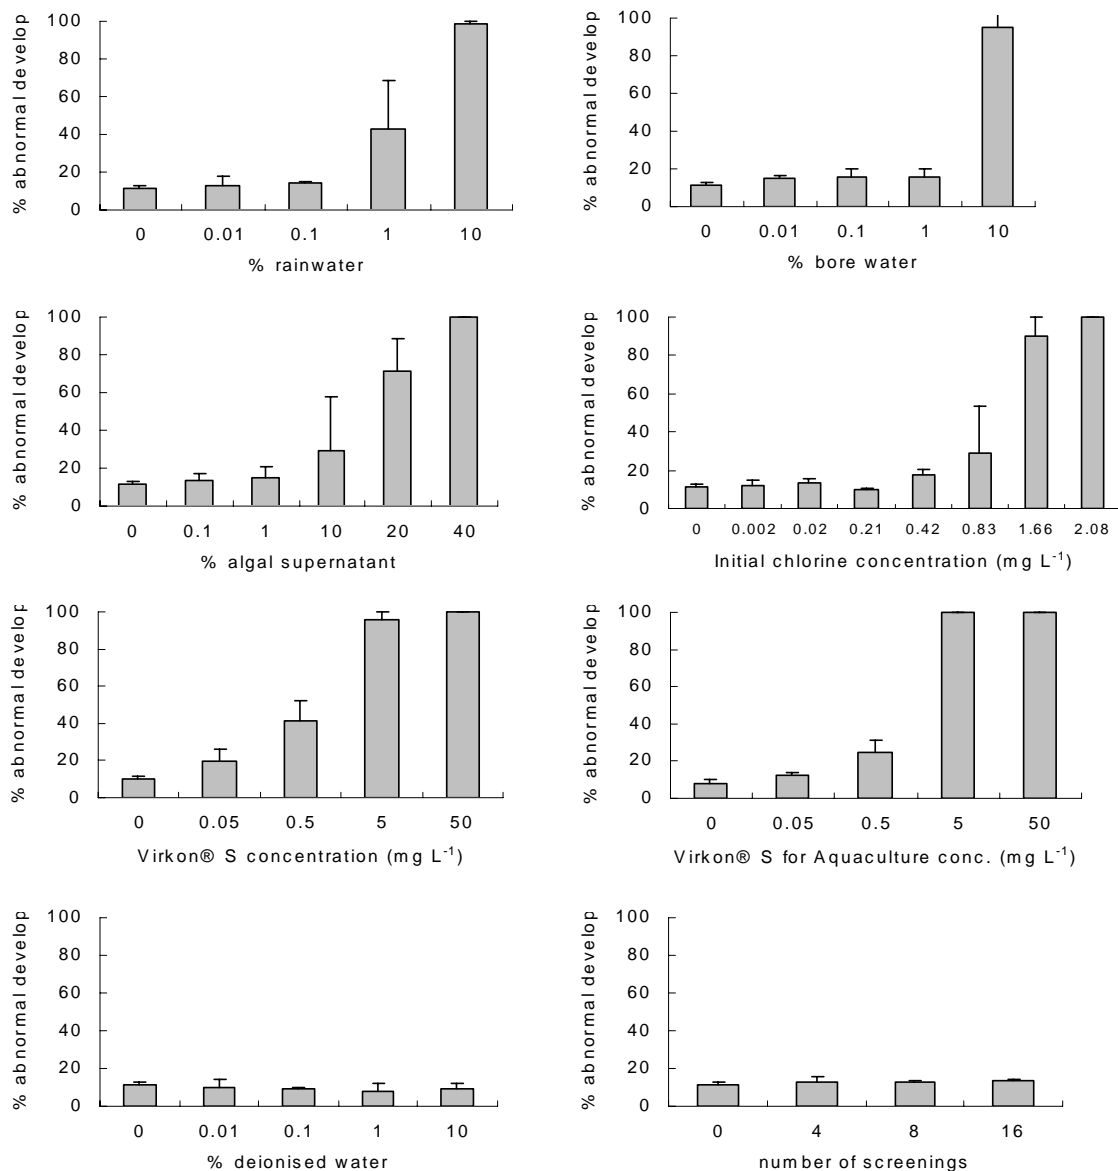 % abnormal develop
100
80
60
40
20
0
0 0.01 0.1 1 10
% rainwater
% abnormal develop
100
80
60
40
20
0
0 0.01 0.1 1 10
% bore water
% abnormal develop
100
80
60
40
20
0
0 0.1 1 10 20 40
% algal supernatant
% abnormal develop
100
80
60
40
20
0
0 0.002 0.02 0.21 0.42 0.83 1.66 2.08
Initial chlorine concentration (mg L⁻¹)
% abnormal develop
100
80
60
40
20
0
0 0.05 0.5 5 50
Virkon® S concentration (mg L⁻¹)
% abnormal develop
100
80
60
40
20
0
0 0.05 0.5 5 50
Virkon® S for Aquaculture conc. (mg L⁻¹)
% abnormal develop
100
80
60
40
20
0
0 0.01 0.1 1 10
% deionised water
% abnormal develop
100
80
60
40
20
0
0 4 8 16
number of screenings